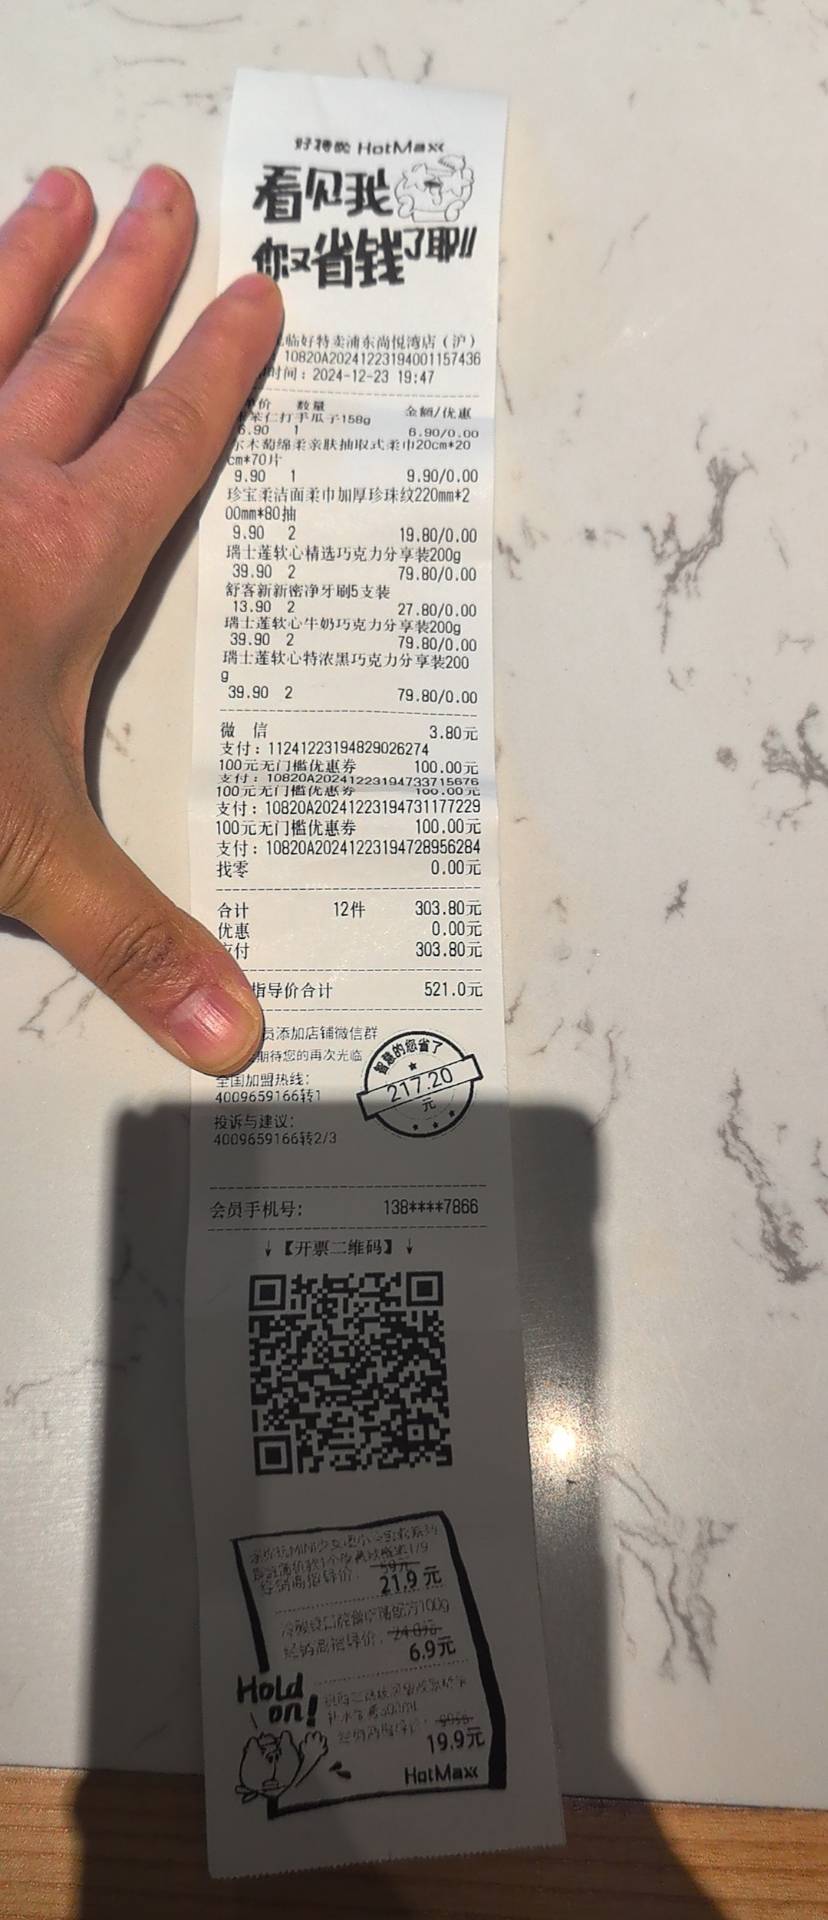 好特卖 HotMaxx
看见我
你又省钱了耶!!
临好特卖浦东尚悦湾店（沪）
10820A20241223194001157436
时间：2024-12-23 19:47
价 数量 金额/优惠
仁打手瓜子158g
6.90 1 6.90/0.00
木萄绵柔亲肤抽取式柔巾20cm*20
cm*70片
9.90 1 9.90/0.00
珍宝柔洁面柔巾加厚珍珠纹220mm*2
00mm*80抽
9.90 2 19.80/0.00
瑞士莲软心精选巧克力分享装200g
39.90 2 79.80/0.00
舒客新新密净牙刷5支装
13.90 2 27.80/0.00
瑞士莲软心牛奶巧克力分享装200g
39.90 2 79.80/0.00
瑞士莲软心特浓黑巧克力分享装200
g
39.90 2 79.80/0.00
微 信 3.80元
支付：11241223194829026274
100元无门槛优惠券 100.00元
支付：10820A20241223194733715676
100元无门槛优惠券 100.00元
支付：10820A20241223194731177229
100元无门槛优惠券 100.00元
支付：10820A20241223194728956284
找零 0.00元
合计 12件 303.80元
优惠 0.00元
应付 303.80元
指导价合计 521.0元
员添加店铺微信群
期待您的再次光临
全国加盟热线：
4009659166转1
投诉与建议：
4009659166转2/3
智慧的您省了
217.20
元
会员手机号： 138****7866
↓【开票二维码】↓
21.9元
100g
6.9元
Hold
on!
19.9元
HotMaxx